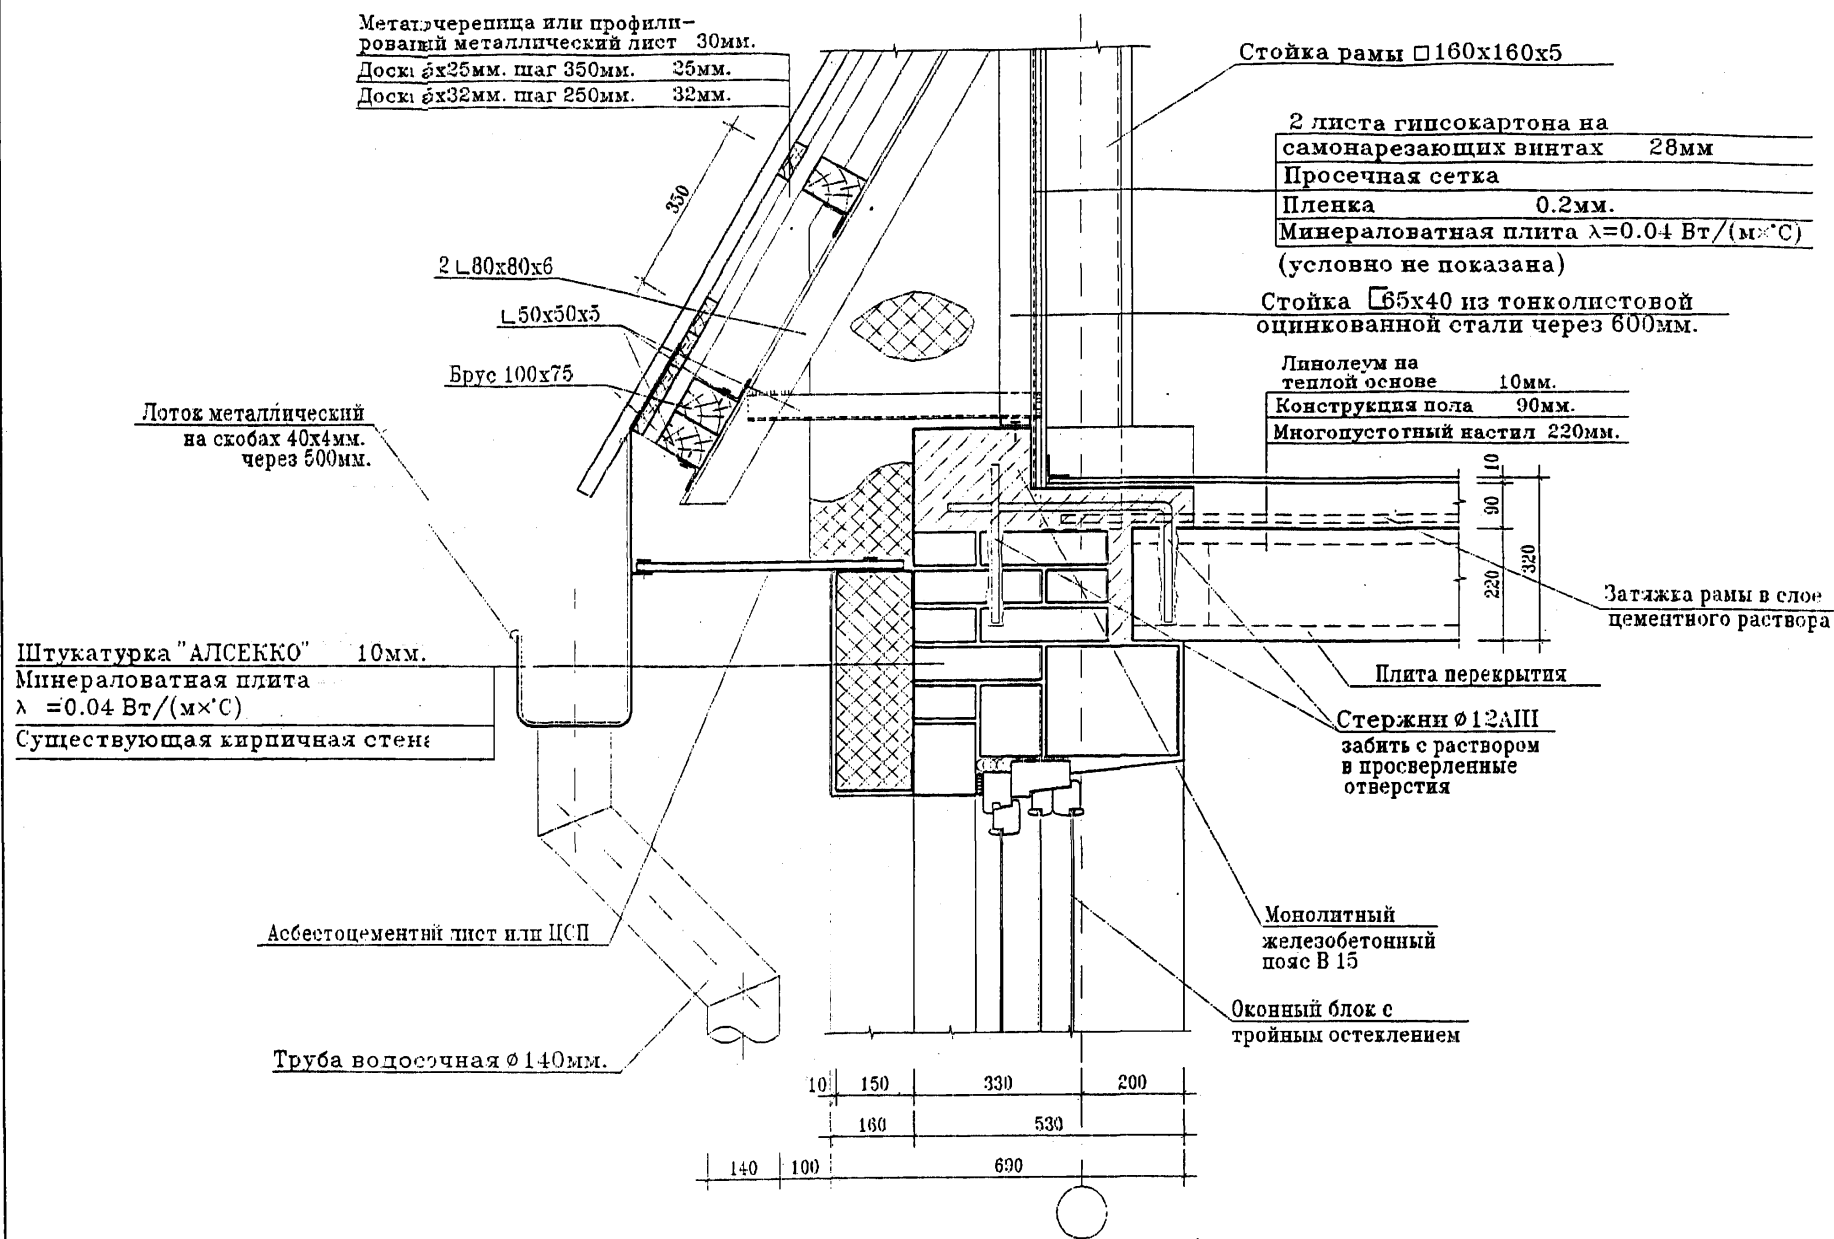 Металочерепица или профили-
рованый металлический лист 30мм.
Доски х25мм. шаг 350мм. 25мм.
Доски х32мм. шаг 250мм. 32мм.
350
2∟80х80х6
∟50х50х5
Брус 100х75
Лоток металлический
на скобах 40х4мм.
через 500мм.
Штукатурка "АЛСЕККО" 10мм.
Минераловатная плита
λ =0.04 Вт/(м×°С)
Существующая кирпичная стена
Асбестоцементный лист или ЦСП
Труба водосточная ⌀140мм.
Стойка рамы □160х160х5
2 листа гипсокартона на
самонарезающих винтах 28мм
Просечная сетка
Пленка 0.2мм.
Минераловатная плита λ=0.04 Вт/(м×°С)
(условно не показана)
Стойка [65х40 из тонколистовой
оцинкованной стали через 600мм.
Линолеум на
теплой основе 10мм.
Конструкция пола 90мм.
Многопустотный настил 220мм.
10
90
220
320
Затяжка рамы в слое
цементного раствора
Плита перекрытия
Стержни ⌀12АIII
забить с раствором
в просверленные
отверстия
Монолитный
железобетонный
пояс В 15
Оконный блок с
тройным остеклением
10 150 330 200
160 530
140 100 690